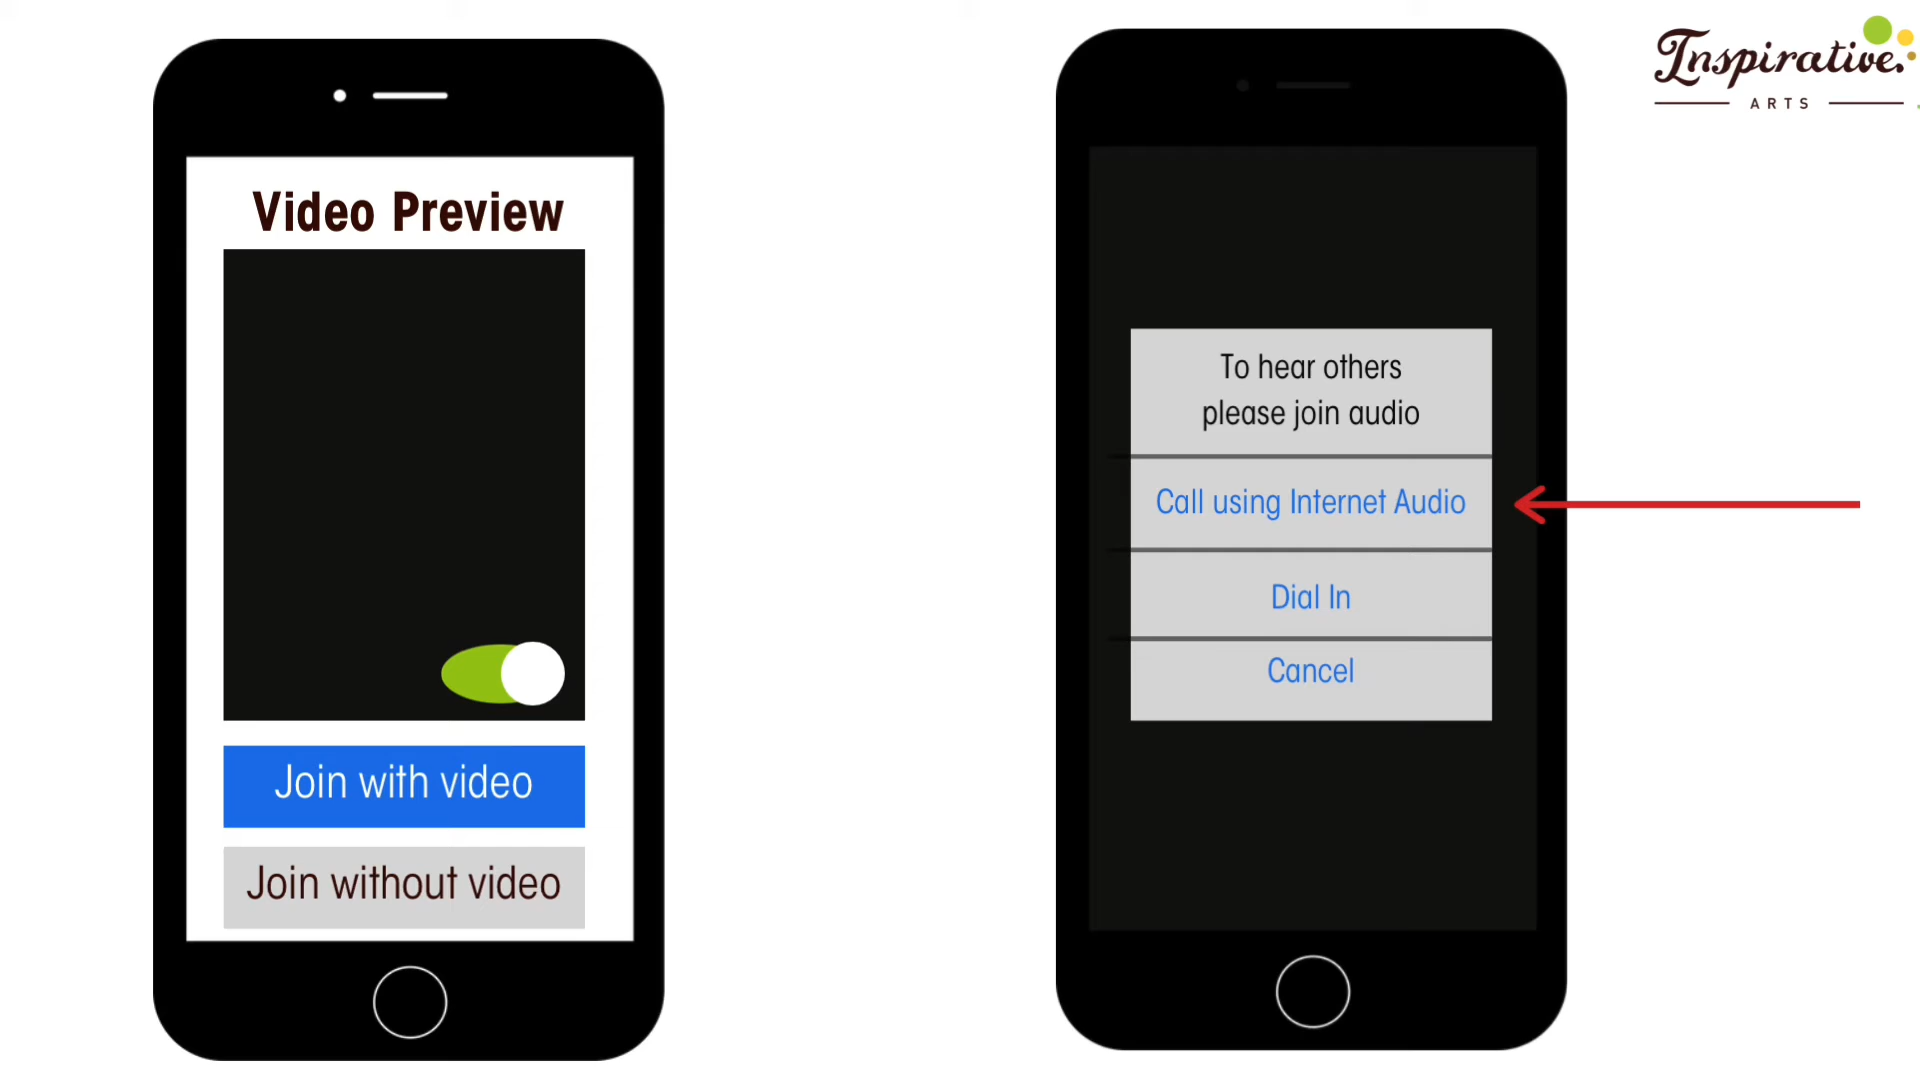 Video Preview
Join with video
Join without video
To hear others
please join audio
Call using Internet Audio
Dial In
Cancel
Inspirative.
ARTS